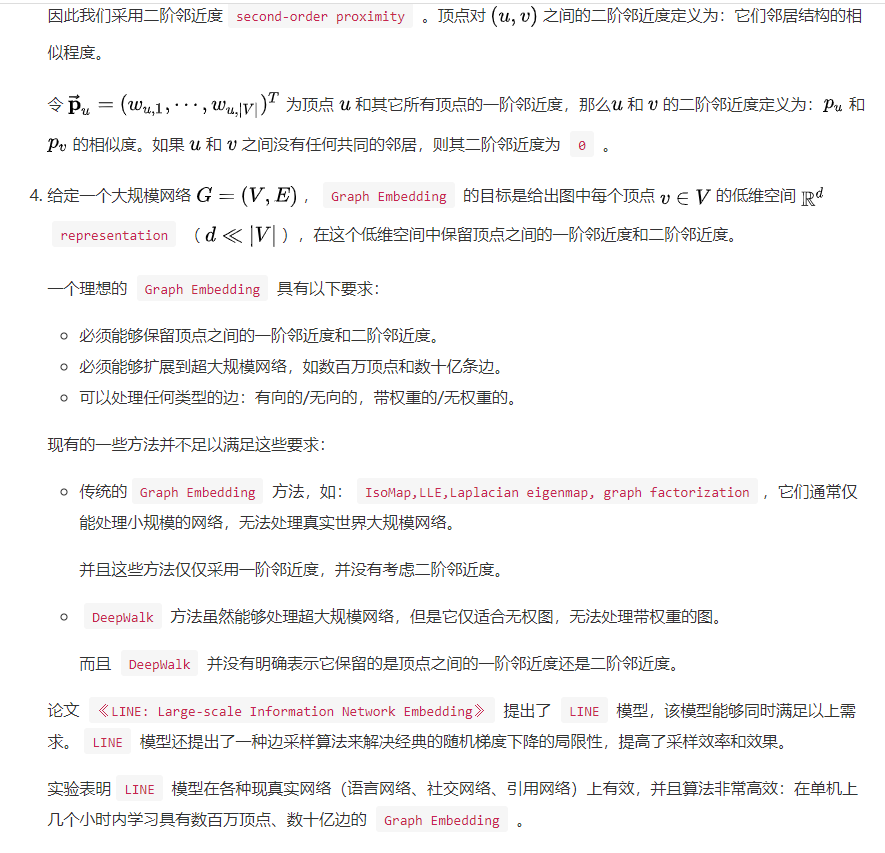 因此我们采用二阶邻近度 second-order proximity 。顶点对 (u, v) 之间的二阶邻近度定义为：它们邻居结构的相
似程度。
令 p⃗_u = (w_{u,1}, ⋯, w_{u,|V|})^T 为顶点 u 和其它所有顶点的一阶邻近度，那么u 和 v 的二阶邻近度定义为：p_u 和
p_v 的相似度。如果 u 和 v 之间没有任何共同的邻居，则其二阶邻近度为 0 。
4. 给定一个大规模网络 G = (V, E) ， Graph Embedding 的目标是给出图中每个顶点 v ∈ V 的低维空间 ℝ^d
representation （ d ≪ |V| ），在这个低维空间中保留顶点之间的一阶邻近度和二阶邻近度。
一个理想的 Graph Embedding 具有以下要求：
○ 必须能够保留顶点之间的一阶邻近度和二阶邻近度。
○ 必须能够扩展到超大规模网络，如数百万顶点和数十亿条边。
○ 可以处理任何类型的边：有向的/无向的，带权重的/无权重的。
现有的一些方法并不足以满足这些要求：
○ 传统的 Graph Embedding 方法，如： IsoMap,LLE,Laplacian eigenmap, graph factorization ，它们通常仅
能处理小规模的网络，无法处理真实世界大规模网络。
并且这些方法仅仅采用一阶邻近度，并没有考虑二阶邻近度。
○ DeepWalk 方法虽然能够处理超大规模网络，但是它仅适合无权图，无法处理带权重的图。
而且 DeepWalk 并没有明确表示它保留的是顶点之间的一阶邻近度还是二阶邻近度。
论文 《LINE: Large-scale Information Network Embedding》 提出了 LINE 模型，该模型能够同时满足以上需
求。 LINE 模型还提出了一种边采样算法来解决经典的随机梯度下降的局限性，提高了采样效率和效果。
实验表明 LINE 模型在各种现真实网络（语言网络、社交网络、引用网络）上有效，并且算法非常高效：在单机上
几个小时内学习具有数百万顶点、数十亿边的 Graph Embedding 。